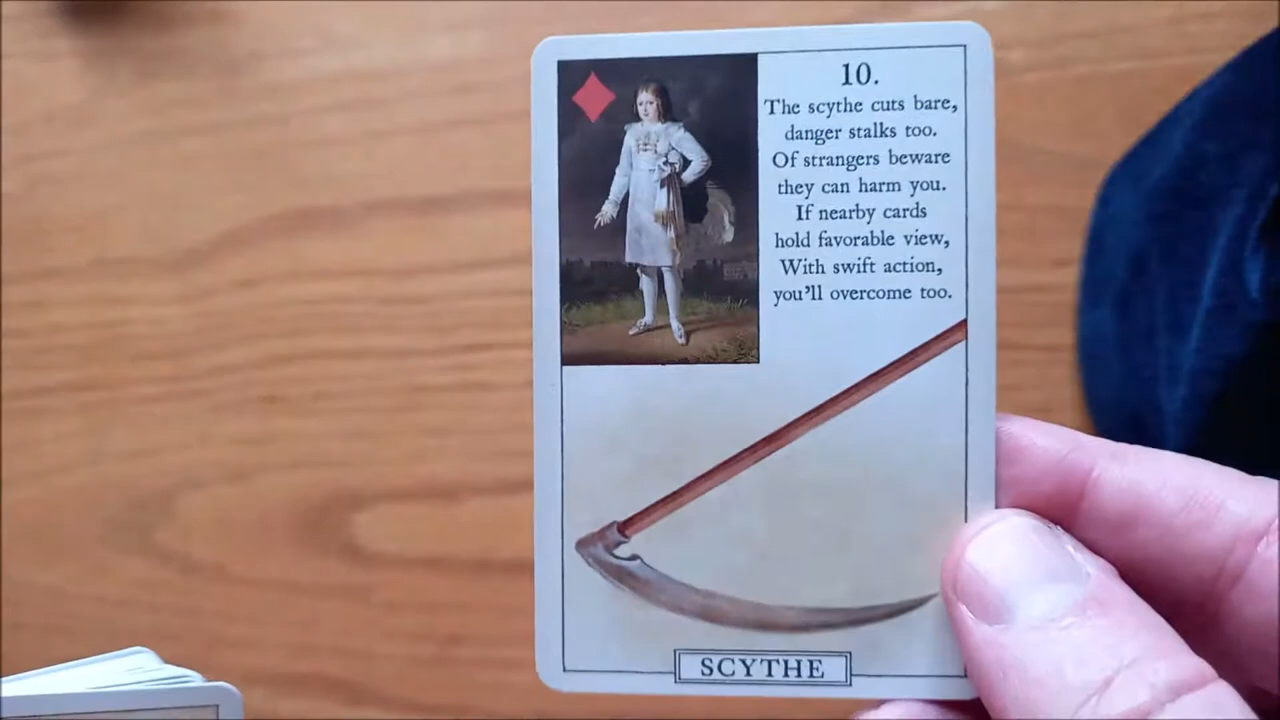 10.
The scythe cuts bare,
danger stalks too.
Of strangers beware
they can harm you.
If nearby cards
hold favorable view,
With swift action,
you'll overcome too.
SCYTHE